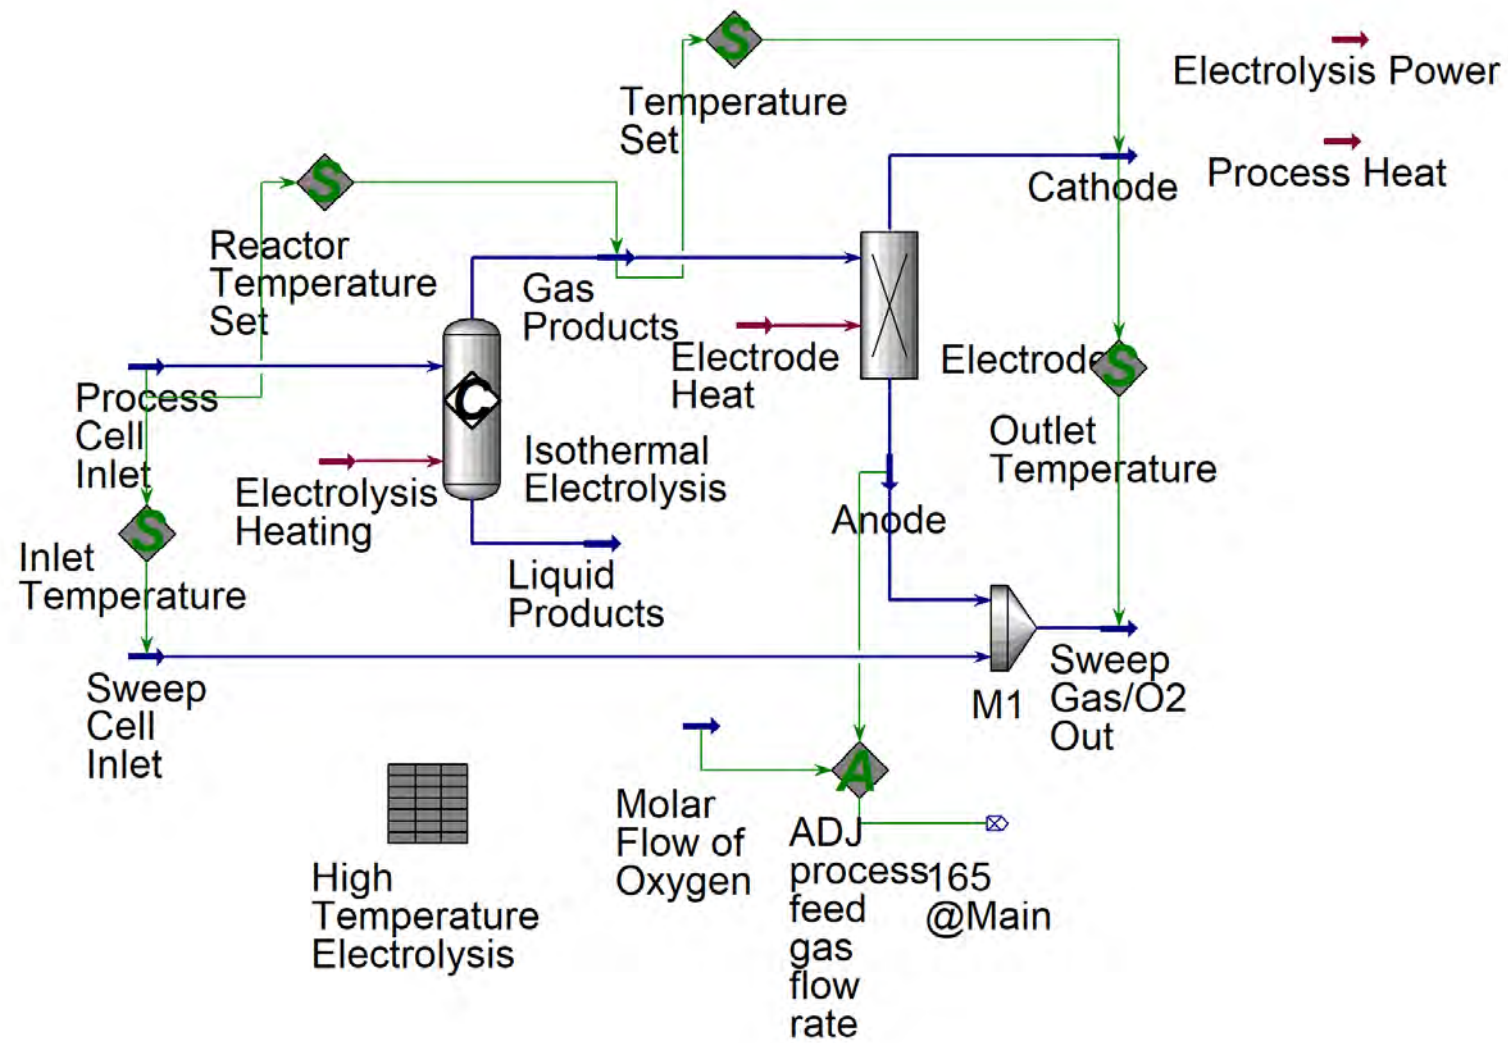 S
Temperature
Set
Electrolysis Power
Cathode
Process Heat
S
Reactor
Temperature
Set
Gas
Products
Electrode
Heat
Electrode
S
Process
Cell
Inlet
C
Isothermal
Electrolysis
Outlet
Temperature
Electrolysis
Heating
Anode
S
Inlet
Temperature
Liquid
Products
Sweep
Cell
Inlet
M1
Sweep
Gas/O2
Out
A
Molar
Flow of
Oxygen
ADJ
process
feed
gas
flow
rate
165
@Main
High
Temperature
Electrolysis